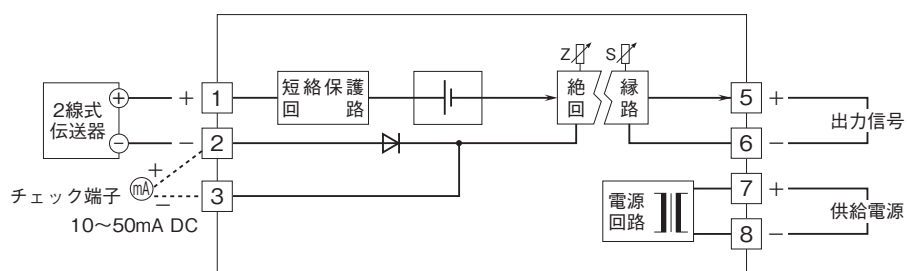 Z
S
2線式
伝送器
+
−
+
−
1
2
3
短絡保護
回路
絶縁
回路
5
6
7
8
+
−
出力信号
+
−
供給電源
電源
回路
チェック端子
mA
+
−
10～50mA DC